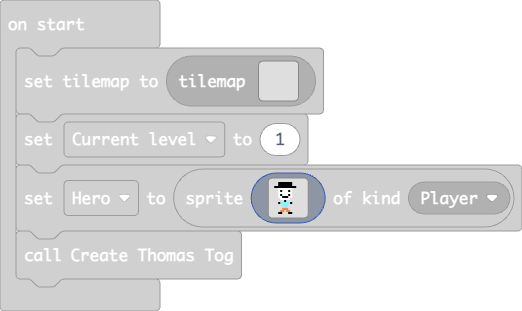 on start
set tilemap to tilemap
set Current level to 1
set Hero to sprite of kind Player
call Create Thomas Tog